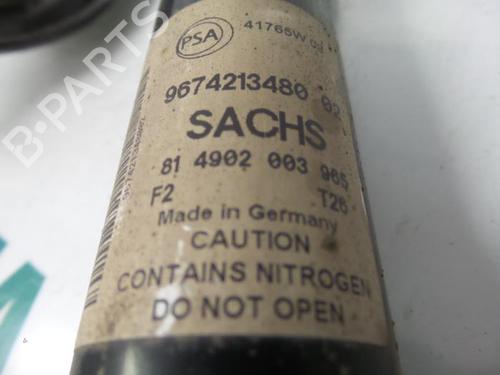 PSA 41765W
9674213480 02
SACHS
81 4902 003 965
F2 T26
Made in Germany
CAUTION
CONTAINS NITROGEN
DO NOT OPEN
B-PARTS